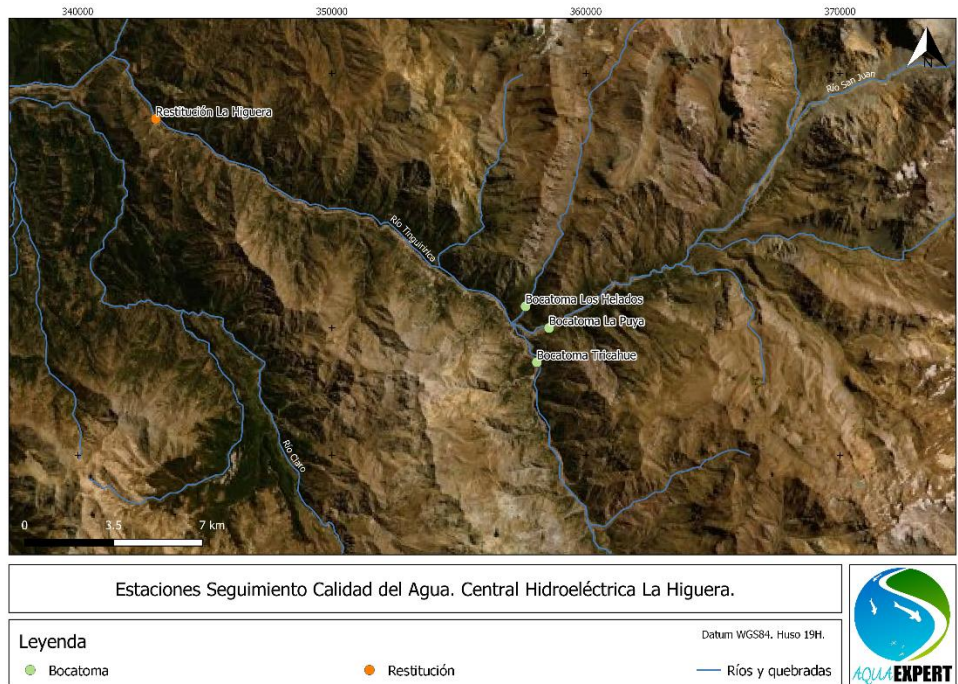 340000 350000 360000 370000
N
Río San Juan
Restitución La Higuera
Río Tinguiririca
Bocatoma Los Helados
Bocatoma La Puya
Bocatoma Tricahue
Río Claro
0 3.5 7 km
Estaciones Seguimiento Calidad del Agua. Central Hidroeléctrica La Higuera.
Leyenda
Datum WGS84. Huso 19H.
Bocatoma Restitución Ríos y quebradas
AQUAEXPERT